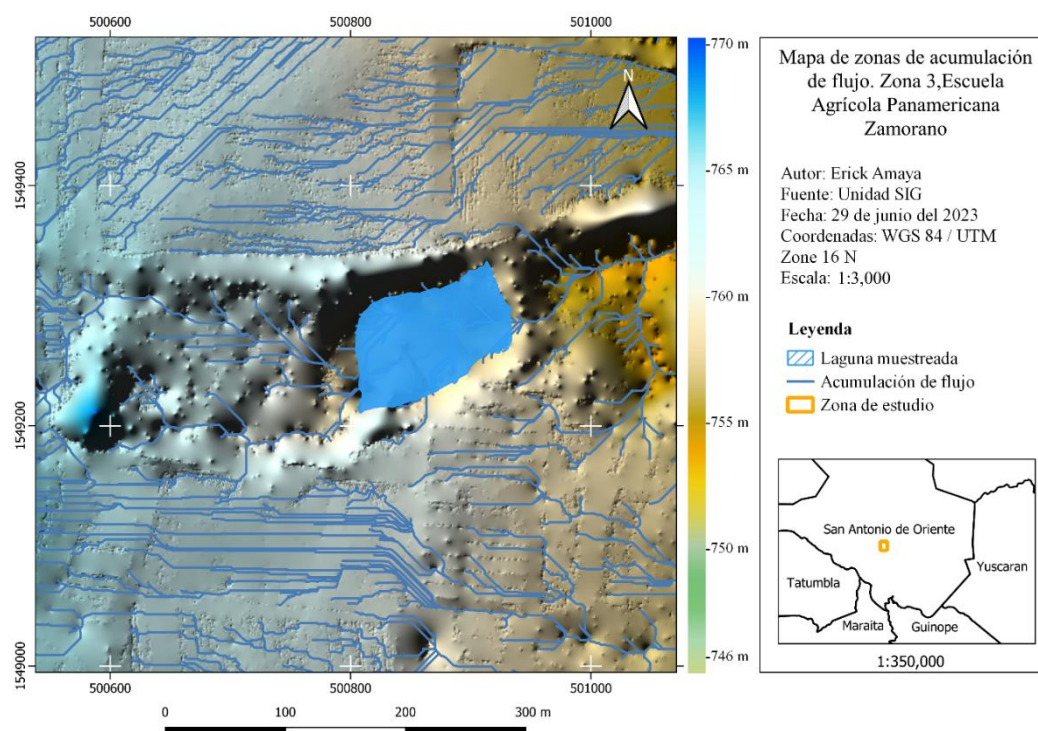 500600 500800 501000
1549400
1549200
1549000
N
500600 500800 501000
0 100 200 300 m
770 m
765 m
760 m
755 m
750 m
746 m
Mapa de zonas de acumulación
de flujo. Zona 3,Escuela
Agrícola Panamericana
Zamorano
Autor: Erick Amaya
Fuente: Unidad SIG
Fecha: 29 de junio del 2023
Coordenadas: WGS 84 / UTM
Zone 16 N
Escala: 1:3,000
Leyenda
Laguna muestreada
Acumulación de flujo
Zona de estudio
San Antonio de Oriente
Yuscaran
Tatumbla
Maraita
Guinope
1:350,000